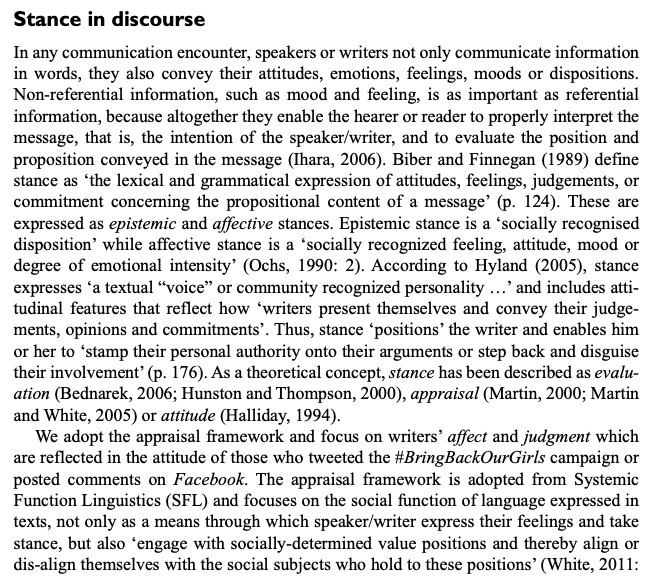 Stance in discourse
In any communication encounter, speakers or writers not only communicate information
in words, they also convey their attitudes, emotions, feelings, moods or dispositions.
Non-referential information, such as mood and feeling, is as important as referential
information, because altogether they enable the hearer or reader to properly interpret the
message, that is, the intention of the speaker/writer, and to evaluate the position and
proposition conveyed in the message (Ihara, 2006). Biber and Finnegan (1989) define
stance as ‘the lexical and grammatical expression of attitudes, feelings, judgements, or
commitment concerning the propositional content of a message’ (p. 124). These are
expressed as epistemic and affective stances. Epistemic stance is a ‘socially recognised
disposition’ while affective stance is a ‘socially recognized feeling, attitude, mood or
degree of emotional intensity’ (Ochs, 1990: 2). According to Hyland (2005), stance
expresses ‘a textual “voice” or community recognized personality …’ and includes atti-
tudinal features that reflect how ‘writers present themselves and convey their judge-
ments, opinions and commitments’. Thus, stance ‘positions’ the writer and enables him
or her to ‘stamp their personal authority onto their arguments or step back and disguise
their involvement’ (p. 176). As a theoretical concept, stance has been described as evalu-
ation (Bednarek, 2006; Hunston and Thompson, 2000), appraisal (Martin, 2000; Martin
and White, 2005) or attitude (Halliday, 1994).
We adopt the appraisal framework and focus on writers’ affect and judgment which
are reflected in the attitude of those who tweeted the #BringBackOurGirls campaign or
posted comments on Facebook. The appraisal framework is adopted from Systemic
Function Linguistics (SFL) and focuses on the social function of language expressed in
texts, not only as a means through which speaker/writer express their feelings and take
stance, but also ‘engage with socially-determined value positions and thereby align or
dis-align themselves with the social subjects who hold to these positions’ (White, 2011: